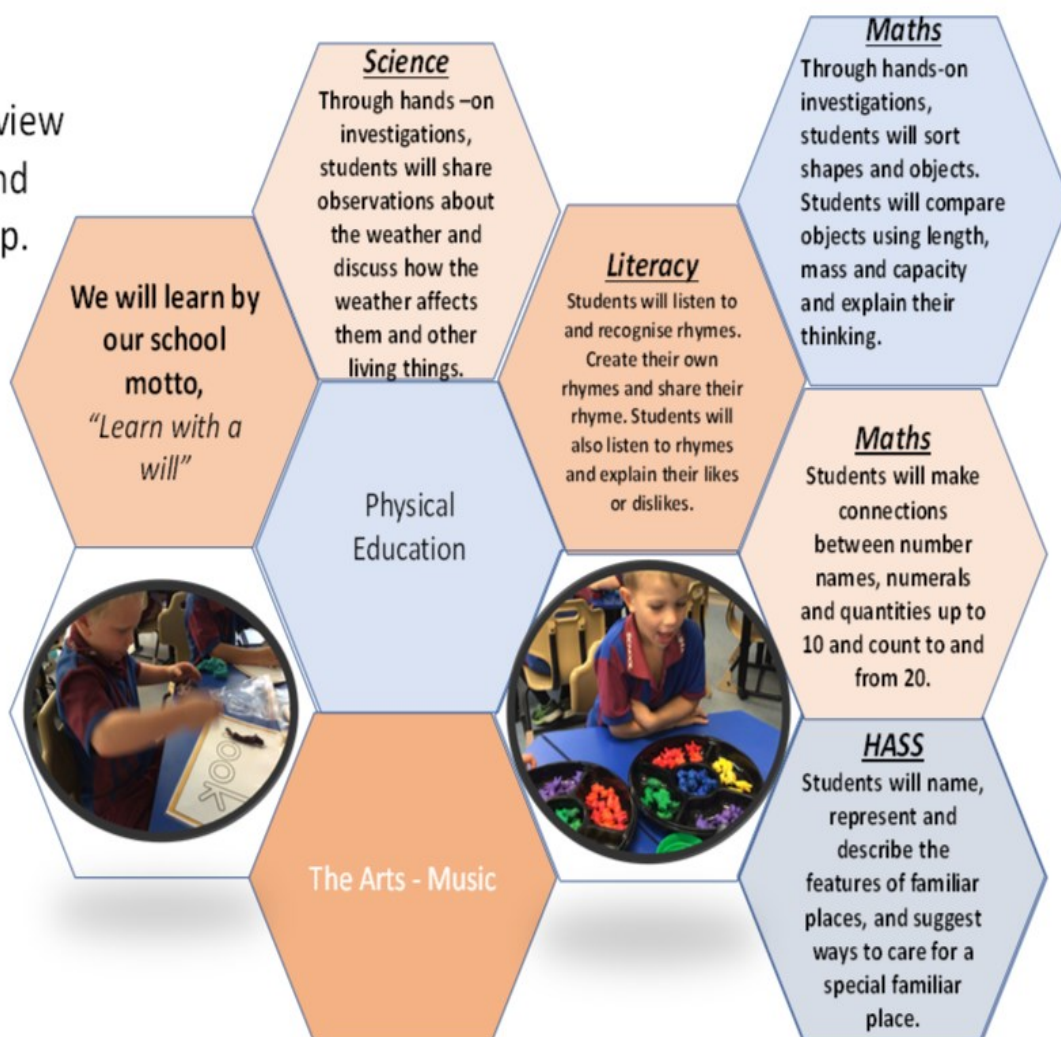 view
nd
p.
We will learn by
our school
motto,
“Learn with a
will”
Science
Through hands –on
investigations,
students will share
observations about
the weather and
discuss how the
weather affects
them and other
living things.
Physical
Education
The Arts - Music
Literacy
Students will listen to
and recognise rhymes.
Create their own
rhymes and share their
rhyme. Students will
also listen to rhymes
and explain their likes
or dislikes.
Maths
Through hands-on
investigations,
students will sort
shapes and objects.
Students will compare
objects using length,
mass and capacity
and explain their
thinking.
Maths
Students will make
connections
between number
names, numerals
and quantities up to
10 and count to and
from 20.
HASS
Students will name,
represent and
describe the
features of familiar
places, and suggest
ways to care for a
special familiar
place.
ook